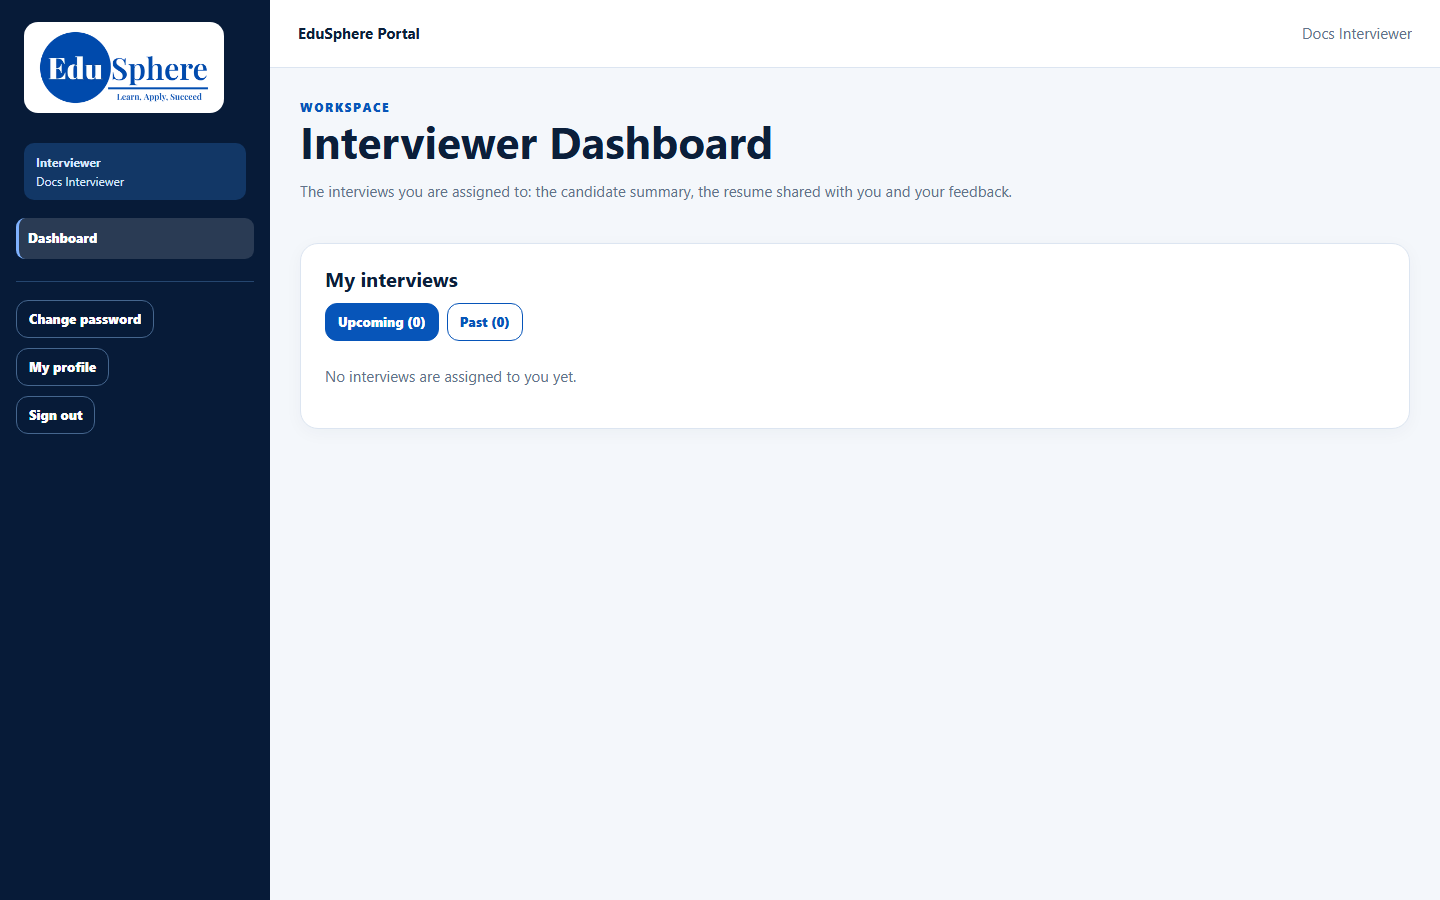 EduSphere
Learn. Apply, Succeed
Interviewer
Docs Interviewer
Dashboard
Change password
My profile
Sign out
EduSphere Portal
Docs Interviewer
WORKSPACE
Interviewer Dashboard
The interviews you are assigned to: the candidate summary, the resume shared with you and your feedback.
My interviews
Upcoming (0)
Past (0)
No interviews are assigned to you yet.